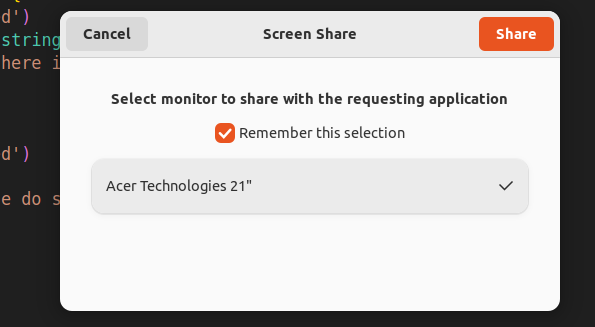 d')
string
here i
d')
e do s
Cancel
Screen Share
Share
Select monitor to share with the requesting application
Remember this selection
Acer Technologies 21"